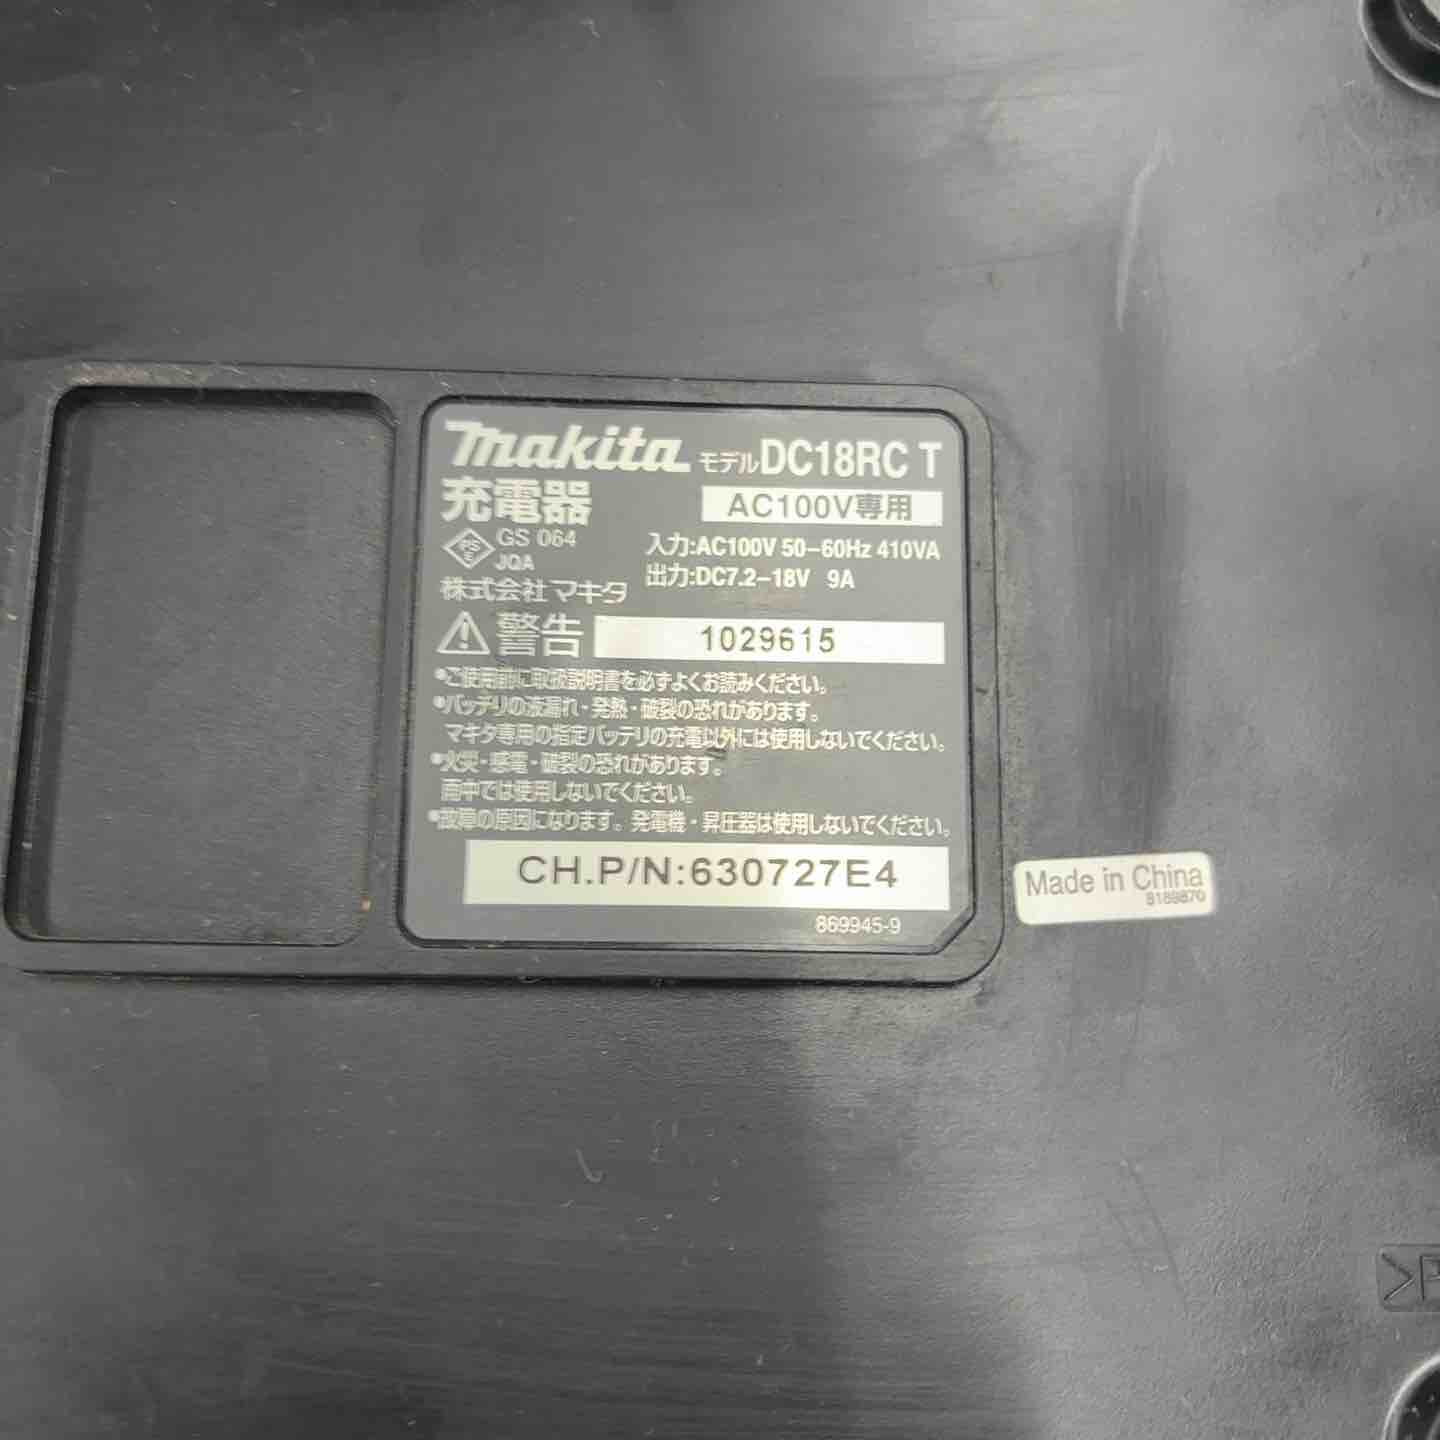 makita モデル DC18RC T
充電器 AC100V専用
PS E GS 064
JQA
入力:AC100V 50-60Hz 410VA
出力:DC7.2-18V 9A
株式会社 マキタ
警告 1029615
•ご使用前に取扱説明書を必ずよくお読みください。
•バッテリの液漏れ・発熱・破裂の恐れがあります。
マキタ専用の指定バッテリの充電以外には使用しないでください。
•火災・感電・破裂の恐れがあります。
雨中では使用しないでください。
•故障の原因になります。発電機・昇圧器は使用しないでください。
CH.P/N:630727E4
869945-9
Made in China
>P